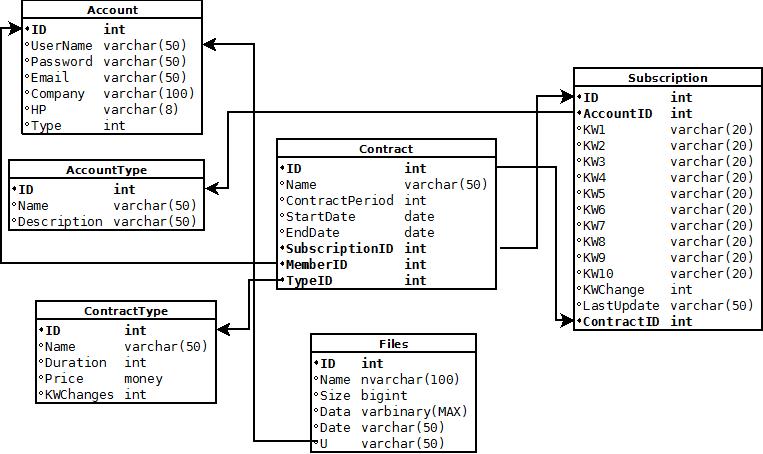 Account
ID int
UserName varchar(50)
Password varchar(50)
Email varchar(50)
Company varchar(100)
HP varchar(8)
Type int
AccountType
ID int
Name varchar(50)
Description varchar(50)
Contract
ID int
Name varchar(50)
ContractPeriod int
StartDate date
EndDate date
SubscriptionID int
MemberID int
TypeID int
Subscription
ID int
AccountID int
KW1 varchar(20)
KW2 varchar(20)
KW3 varchar(20)
KW4 varchar(20)
KW5 varchar(20)
KW6 varchar(20)
KW7 varchar(20)
KW8 varchar(20)
KW9 varchar(20)
KW10 varcher(20)
KWChange int
LastUpdate varchar(50)
ContractID int
ContractType
ID int
Name varchar(50)
Duration int
Price money
KWChanges int
Files
ID int
Name nvarchar(100)
Size bigint
Data varbinary(MAX)
Date varchar(50)
U varchar(50)